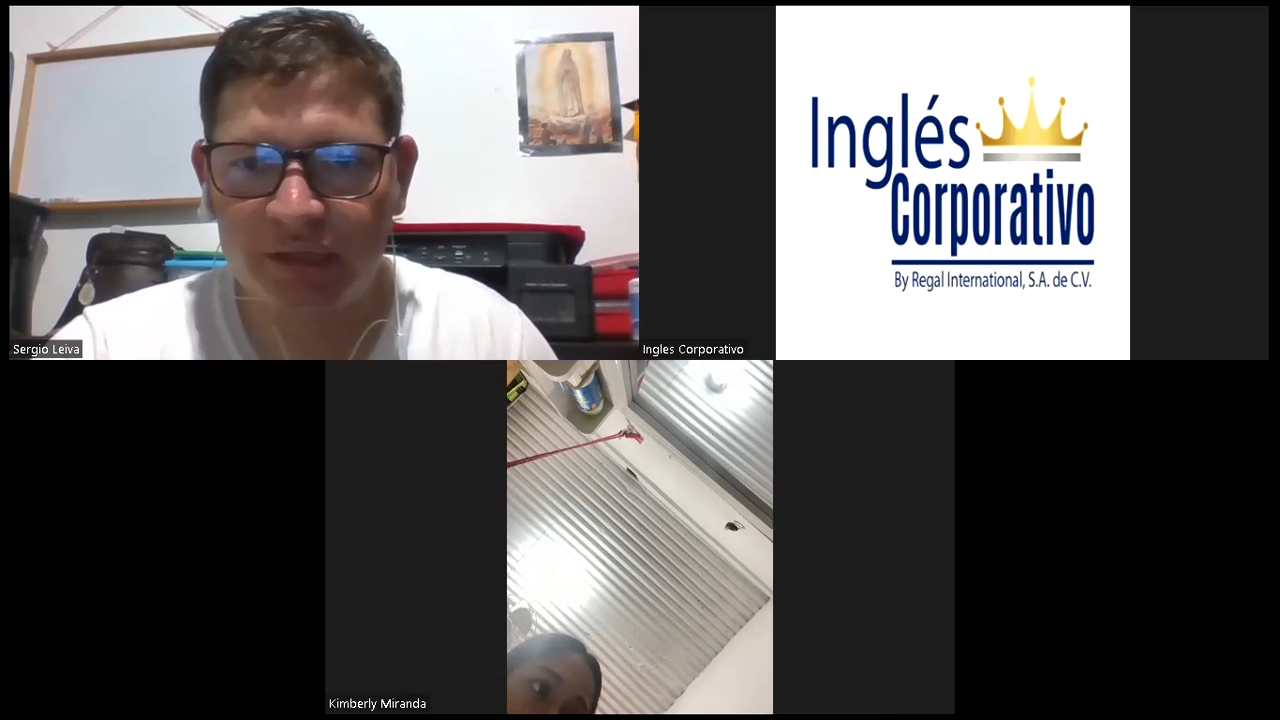 Inglés
Corporativo
By Regal International, S.A. de C.V.
Sergio Leiva
Ingles Corporativo
Kimberly Miranda